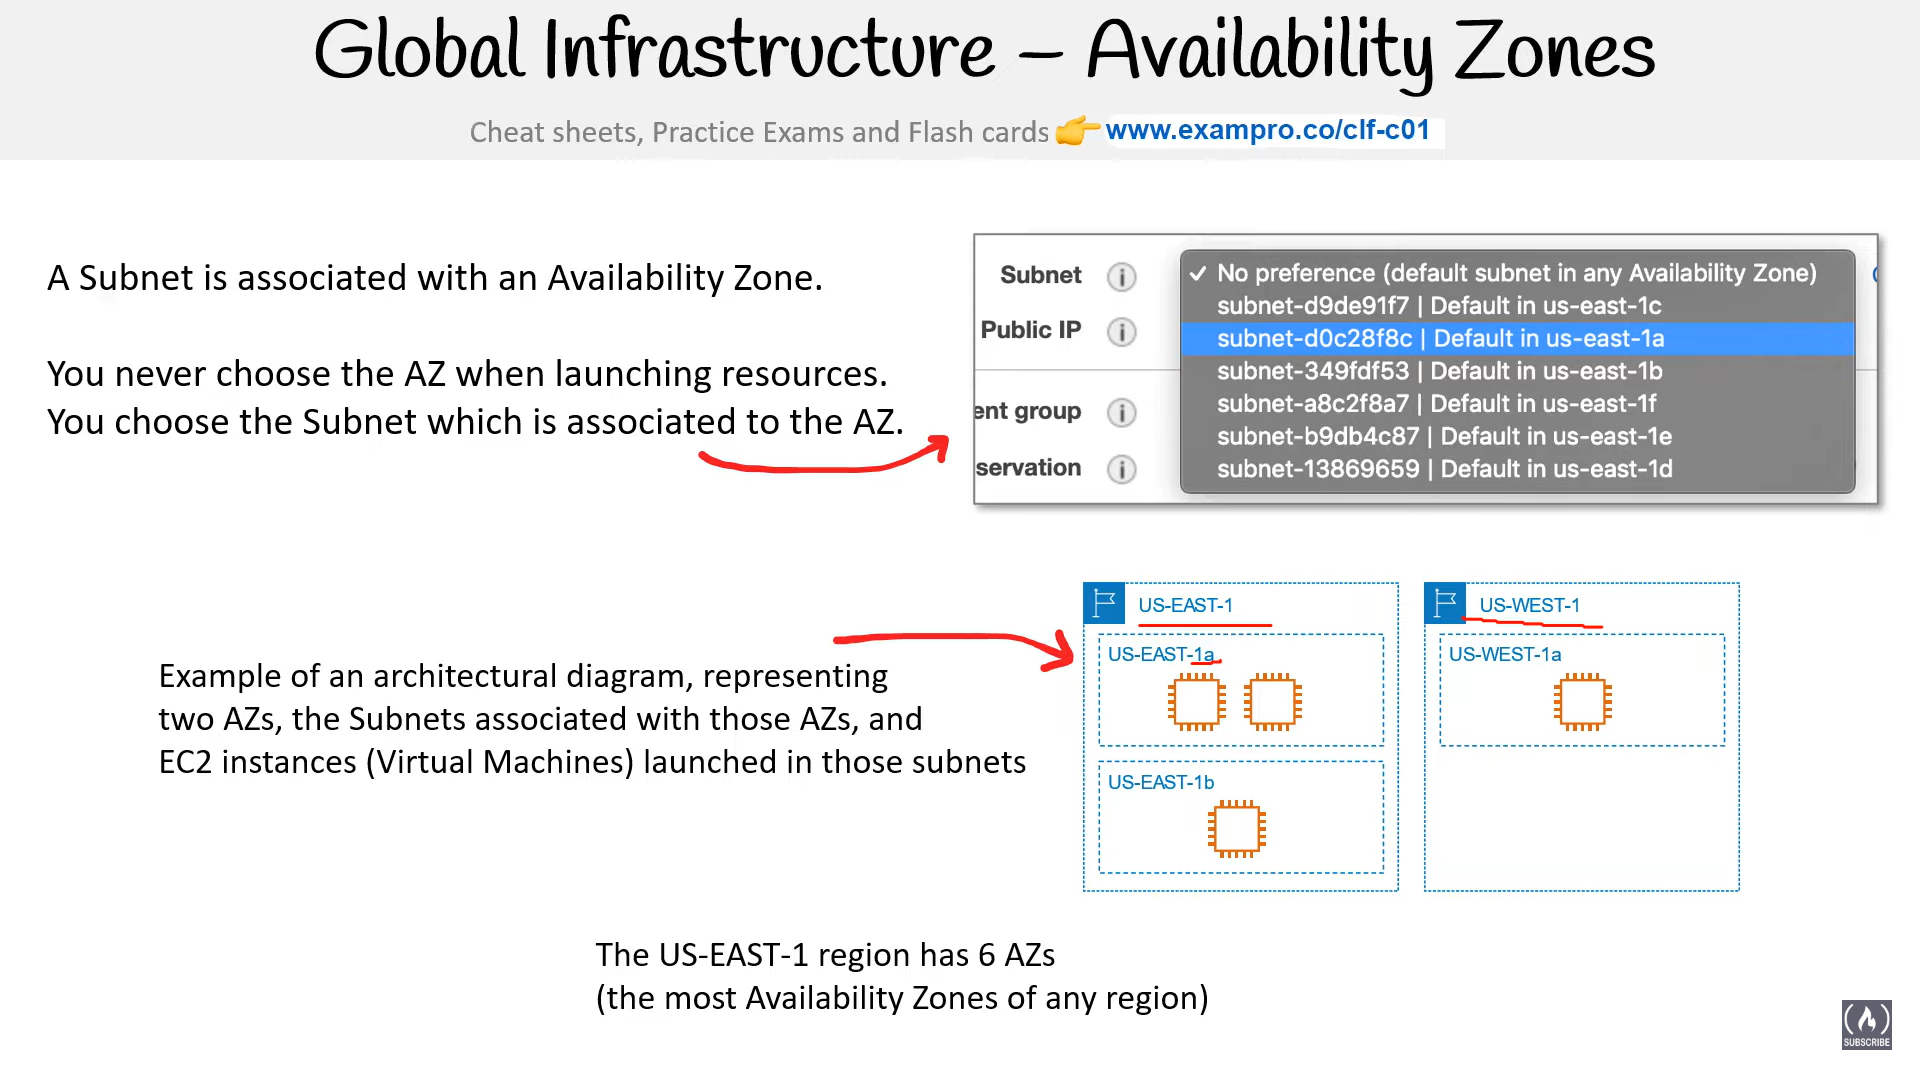 Global Infrastructure – Availability Zones
Cheat sheets, Practice Exams and Flash cards 👉 www.exampro.co/clf-c01
A Subnet is associated with an Availability Zone.
You never choose the AZ when launching resources.
You choose the Subnet which is associated to the AZ.
Subnet
Public IP
ent group
servation
✓ No preference (default subnet in any Availability Zone)
subnet-d9de91f7 | Default in us-east-1c
subnet-d0c28f8c | Default in us-east-1a
subnet-349fdf53 | Default in us-east-1b
subnet-a8c2f8a7 | Default in us-east-1f
subnet-b9db4c87 | Default in us-east-1e
subnet-13869659 | Default in us-east-1d
Example of an architectural diagram, representing
two AZs, the Subnets associated with those AZs, and
EC2 instances (Virtual Machines) launched in those subnets
US-EAST-1
US-EAST-1a
US-EAST-1b
US-WEST-1
US-WEST-1a
The US-EAST-1 region has 6 AZs
(the most Availability Zones of any region)
SUBSCRIBE